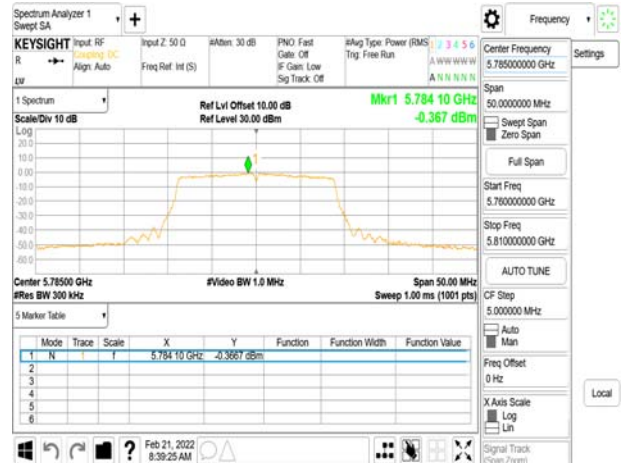 Spectrum Analyzer 1
Swept SA
+
Frequency
KEYSIGHT
R
Input: RF
Coupling: DC
Align: Auto
Input Z: 50 Ω
Freq Ref: Int (S)
#Atten: 30 dB
PNO: Fast
Gate: Off
IF Gain: Low
Sig Track: Off
#Avg Type: Power (RMS)
Trig: Free Run
1 2 3 4 5 6
A W W W W W
A N N N N N
Center Frequency
5.785000000 GHz
Settings
Span
50.0000000 MHz
Swept Span
Zero Span
Full Span
Start Freq
5.760000000 GHz
Stop Freq
5.810000000 GHz
AUTO TUNE
CF Step
5.000000 MHz
Auto
Man
Freq Offset
0 Hz
X Axis Scale
Log
Lin
Signal Track
(Span Zoom)
Local
1 Spectrum
Scale/Div 10 dB
Ref Lvl Offset 10.00 dB
Ref Level 30.00 dBm
Mkr1 5.784 10 GHz
-0.367 dBm
Log
20.0
10.0
0.00
-10.0
-20.0
-30.0
-40.0
-50.0
-60.0
1
Center 5.78500 GHz
#Res BW 300 kHz
#Video BW 1.0 MHz
Span 50.00 MHz
Sweep 1.00 ms (1001 pts)
5 Marker Table
Mode Trace Scale X Y Function Function Width Function Value
1 N 1 f 5.784 10 GHz -0.3667 dBm
2
3
4
5
6
?
Feb 21, 2022
8:39:25 AM